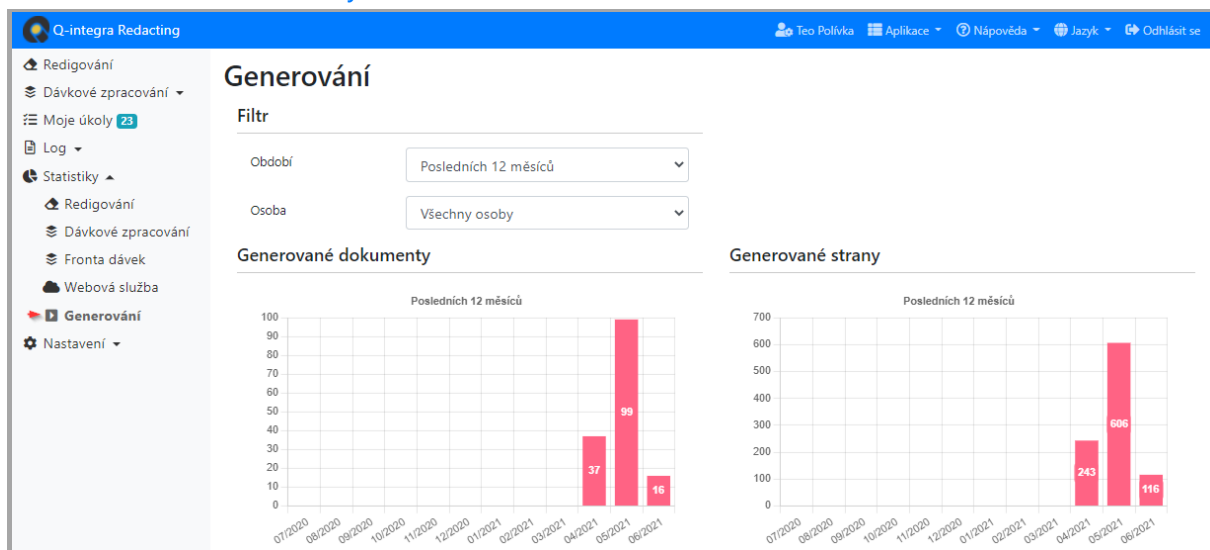 Q-integra Redacting
Teo Polívka Aplikace Nápověda Jazyk Odhlásit se
Redigování
Dávkové zpracování
Moje úkoly 23
Log
Statistiky
Redigování
Dávkové zpracování
Fronta dávek
Webová služba
Generování
Nastavení
Generování
Filtr
Období Posledních 12 měsíců
Osoba Všechny osoby
Generované dokumenty
Posledních 12 měsíců
100
90
80
70
60
50
40
30
20
10
0
37 99 16
07/2020 08/2020 09/2020 10/2020 11/2020 12/2020 01/2021 02/2021 03/2021 04/2021 05/2021 06/2021
Generované strany
Posledních 12 měsíců
700
600
500
400
300
200
100
0
243 606 116
07/2020 08/2020 09/2020 10/2020 11/2020 12/2020 01/2021 02/2021 03/2021 04/2021 05/2021 06/2021